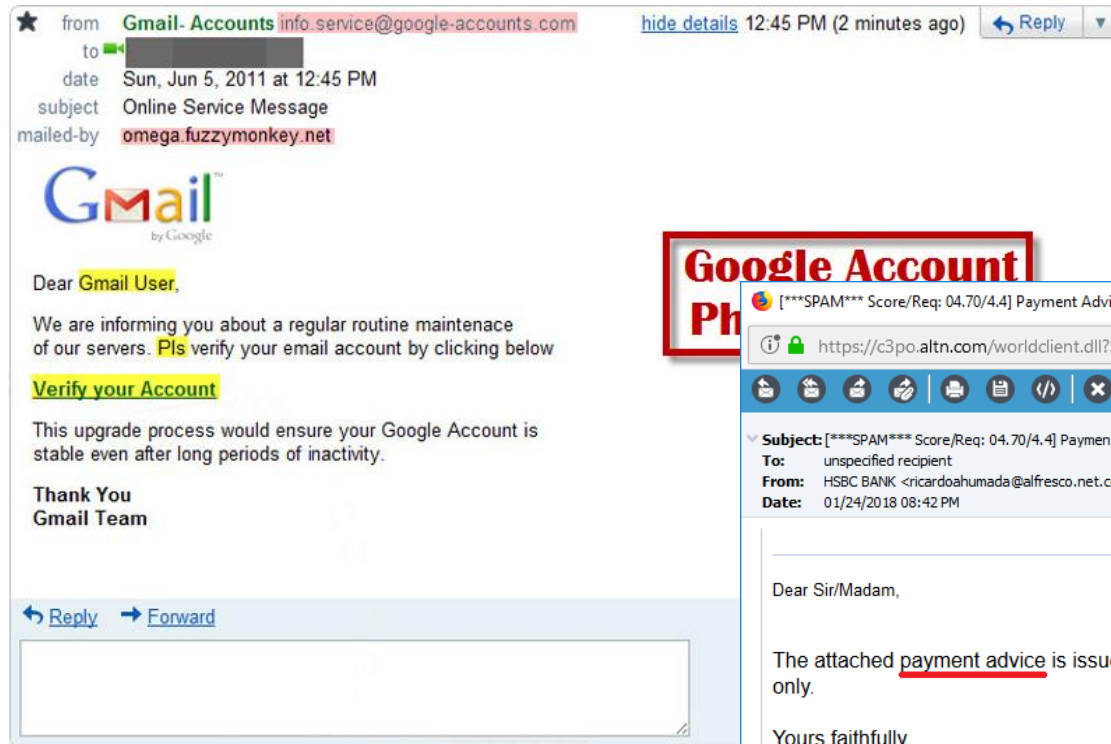 from Gmail- Accounts info.service@google-accounts.com hide details 12:45 PM (2 minutes ago) Reply
to
date Sun, Jun 5, 2011 at 12:45 PM
subject Online Service Message
mailed-by omega.fuzzymonkey.net
Gmail™
by Google
Dear Gmail User,
We are informing you about a regular routine maintenace
of our servers. Pls verify your email account by clicking below
Verify your Account
This upgrade process would ensure your Google Account is
stable even after long periods of inactivity.
Thank You
Gmail Team
Reply Forward
Google Account
Ph
[***SPAM*** Score/Req: 04.70/4.4] Payment Advi
https://c3po.altn.com/worldclient.dll?
Subject: [***SPAM*** Score/Req: 04.70/4.4] Paymen
To: unspecified recipient
From: HSBC BANK <ricardoahumada@alfresco.net.c
Date: 01/24/2018 08:42 PM
Dear Sir/Madam,
The attached payment advice is issu
only.
Yours faithfully